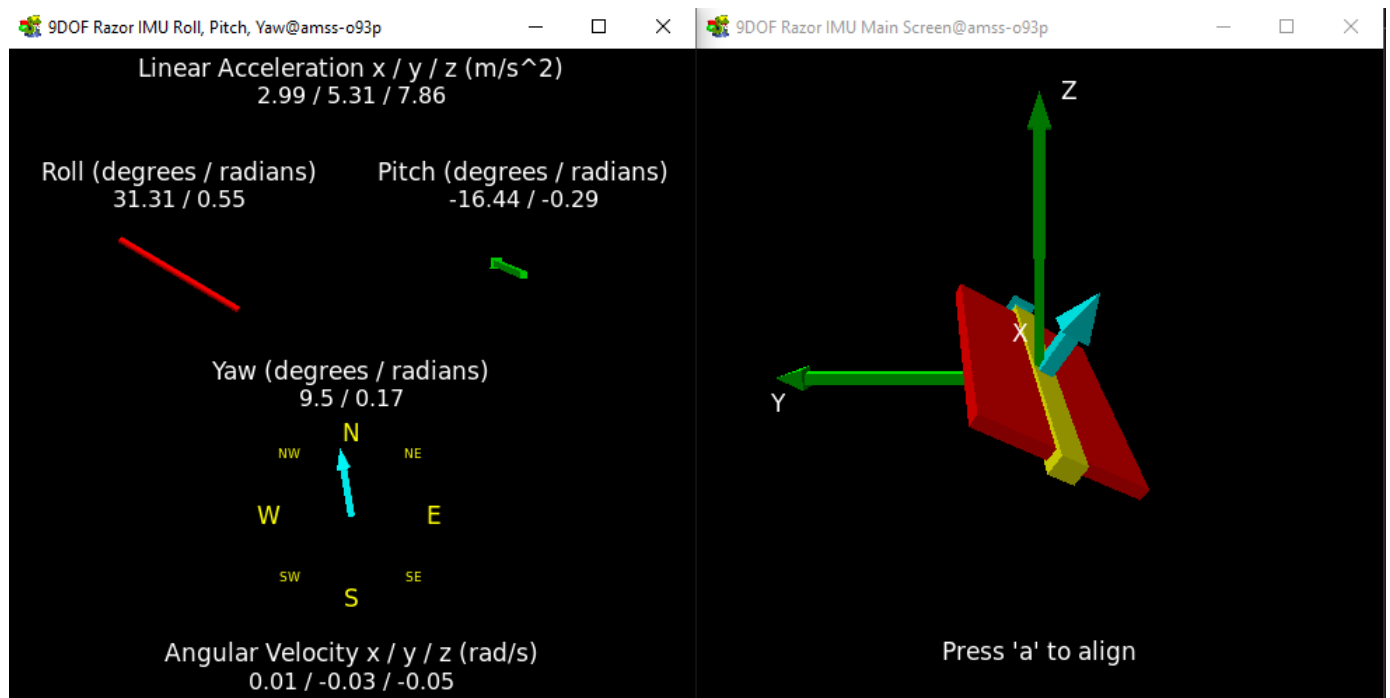 9DOF Razor IMU Roll, Pitch, Yaw@amss-o93p
Linear Acceleration x / y / z (m/s^2)
2.99 / 5.31 / 7.86
Roll (degrees / radians)
31.31 / 0.55
Pitch (degrees / radians)
-16.44 / -0.29
Yaw (degrees / radians)
9.5 / 0.17
N
NW
NE
W
E
SW
SE
S
Angular Velocity x / y / z (rad/s)
0.01 / -0.03 / -0.05
9DOF Razor IMU Main Screen@amss-o93p
Z
X
Y
Press 'a' to align